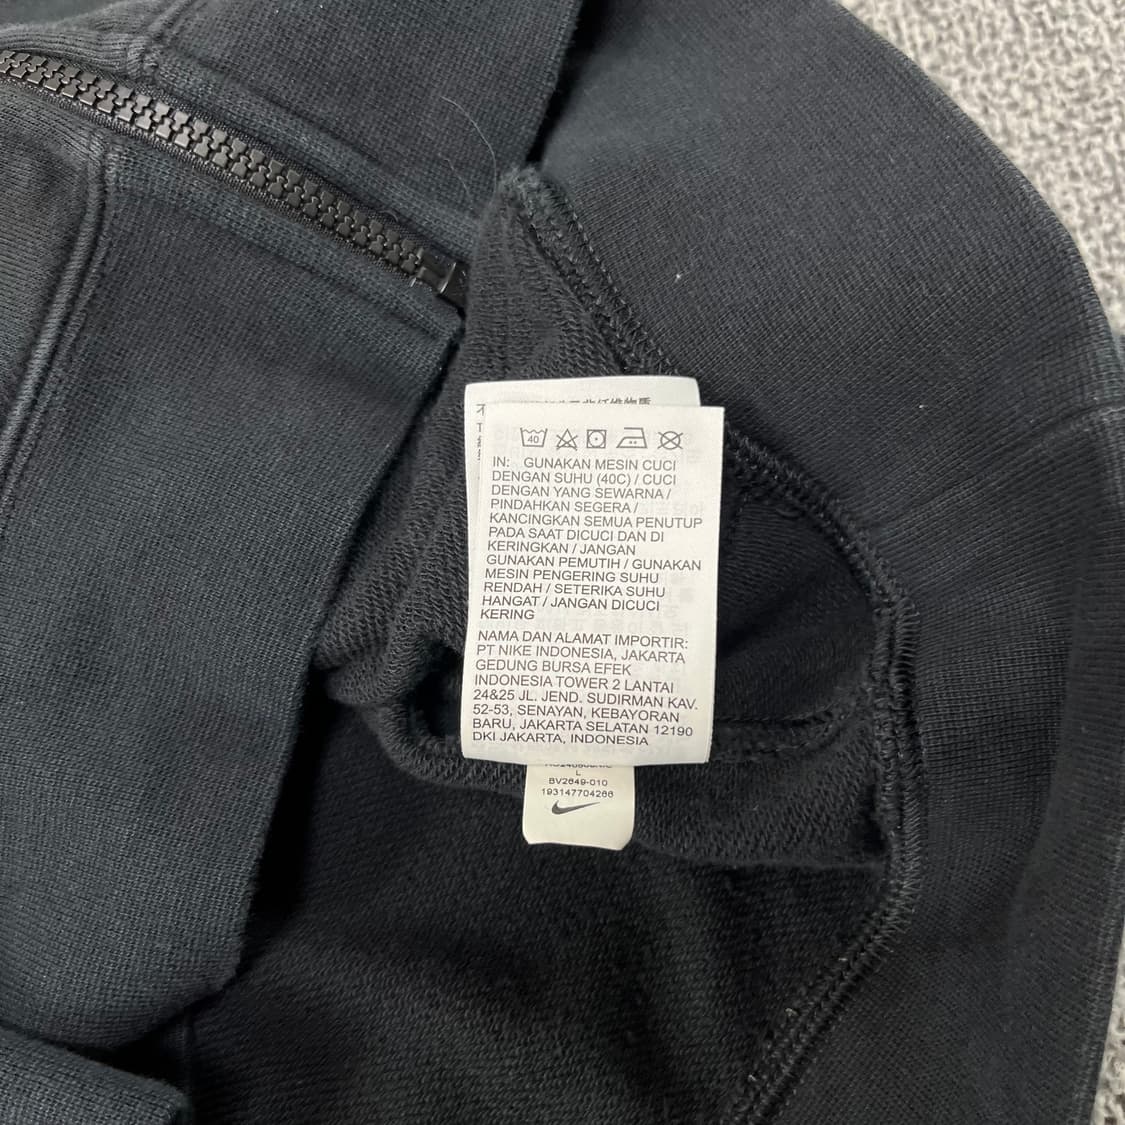 40
IN: GUNAKAN MESIN CUCI
DENGAN SUHU (40C) / CUCI
DENGAN YANG SEWARNA /
PINDAHKAN SEGERA /
KANCINGKAN SEMUA PENUTUP
PADA SAAT DICUCI DAN DI
KERINGKAN / JANGAN
GUNAKAN PEMUTIH / GUNAKAN
MESIN PENGERING SUHU
RENDAH / SETERIKA SUHU
HANGAT / JANGAN DICUCI
KERING
NAMA DAN ALAMAT IMPORTIR:
PT NIKE INDONESIA, JAKARTA
GEDUNG BURSA EFEK
INDONESIA TOWER 2 LANTAI
24&25 JL. JEND. SUDIRMAN KAV.
52-53, SENAYAN, KEBAYORAN
BARU, JAKARTA SELATAN 12190
DKI JAKARTA, INDONESIA
L
BV2649-010
193147704266